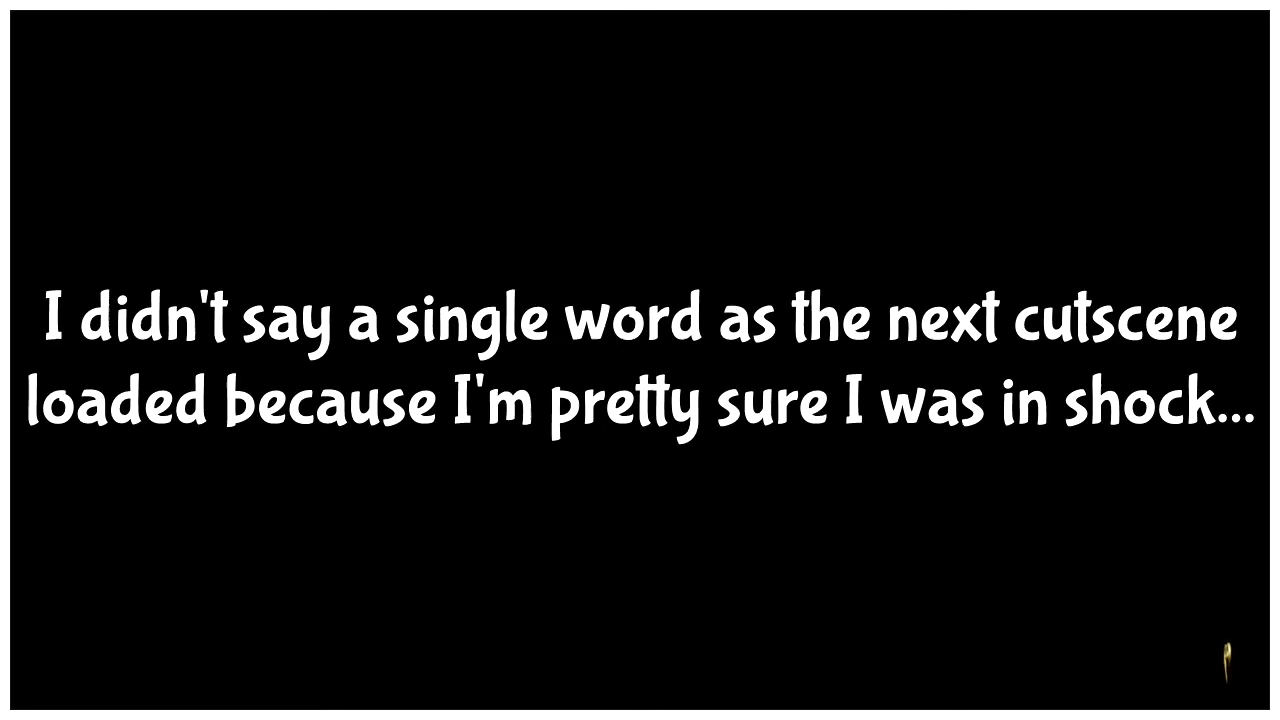 I didn't say a single word as the next cutscene
loaded because I'm pretty sure I was in shock...